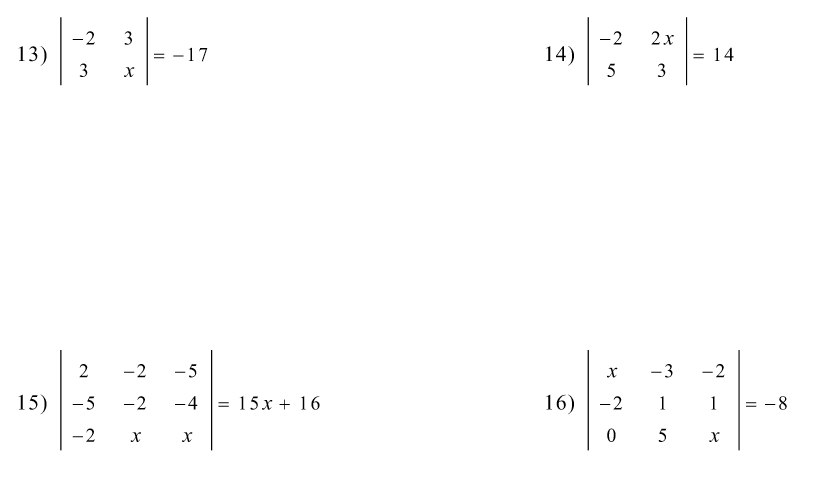 13) | −2 3 | = −17
| 3 x |
14) | −2 2x | = 14
| 5 3 |
15) | 2 −2 −5 |
| −5 −2 −4 | = 15x + 16
| −2 x x |
16) | x −3 −2 |
| −2 1 1 | = −8
| 0 5 x |